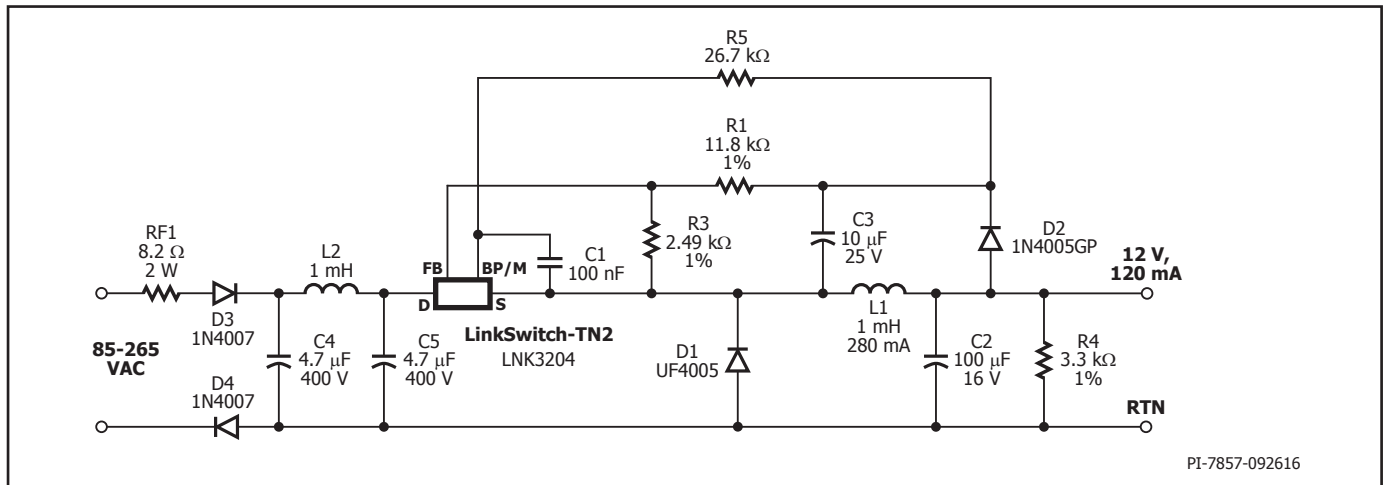 R5
26.7 kΩ
R1
11.8 kΩ
1%
RF1
8.2 Ω
2 W
D3
1N4007
L2
1 mH
FB
BP/M
D
S
C1
100 nF
R3
2.49 kΩ
1%
C3
10 μF
25 V
D2
1N4005GP
12 V,
120 mA
85-265
VAC
D4
1N4007
C4
4.7 μF
400 V
C5
4.7 μF
400 V
LinkSwitch-TN2
LNK3204
D1
UF4005
L1
1 mH
280 mA
C2
100 μF
16 V
R4
3.3 kΩ
1%
RTN
PI-7857-092616